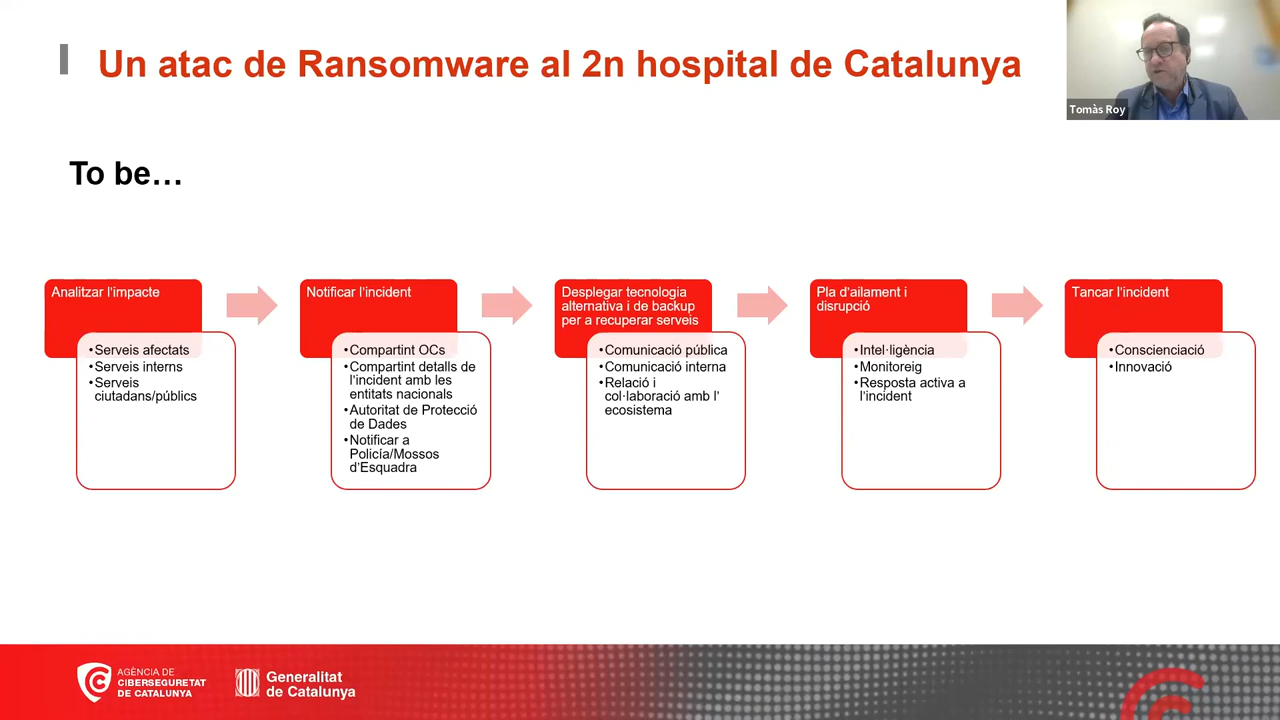 Un atac de Ransomware al 2n hospital de Catalunya
Tomàs Roy
To be…
Analitzar l'impacte
•Serveis afectats
•Serveis interns
•Serveis
ciutadans/públics
Notificar l'incident
•Compartint OCs
•Compartint detalls de
l'incident amb les
entitats nacionals
•Autoritat de Protecció
de Dades
•Notificar a
Policía/Mossos
d'Esquadra
Desplegar tecnologia
alternativa i de backup
per a recuperar serveis
•Comunicació pública
•Comunicació interna
•Relació i
col·laboració amb l'
ecosistema
Pla d'ailament i
disrupció
•Intel·ligència
•Monitoreig
•Resposta activa a
l'incident
Tancar l'incident
•Conscienciació
•Innovació
AGÈNCIA DE
CIBERSEGURETAT
DE CATALUNYA
Generalitat
de Catalunya